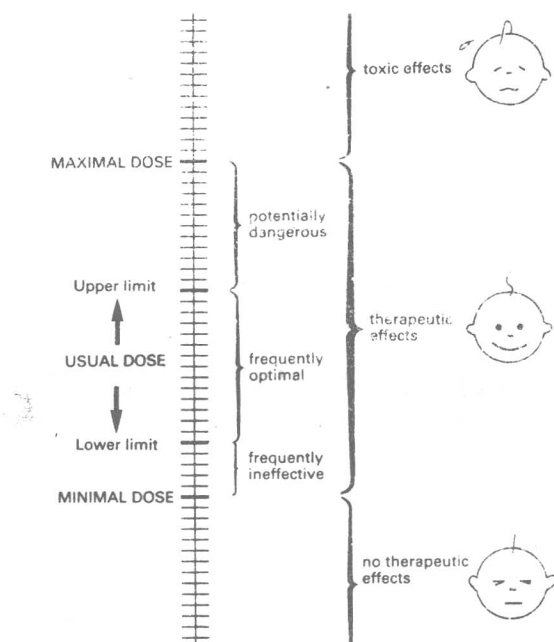 toxic effects
MAXIMAL DOSE
potentially
dangerous
Upper limit
therapeutic
effects
USUAL DOSE
frequently
optimal
Lower limit
frequently
ineffective
MINIMAL DOSE
no therapeutic
effects